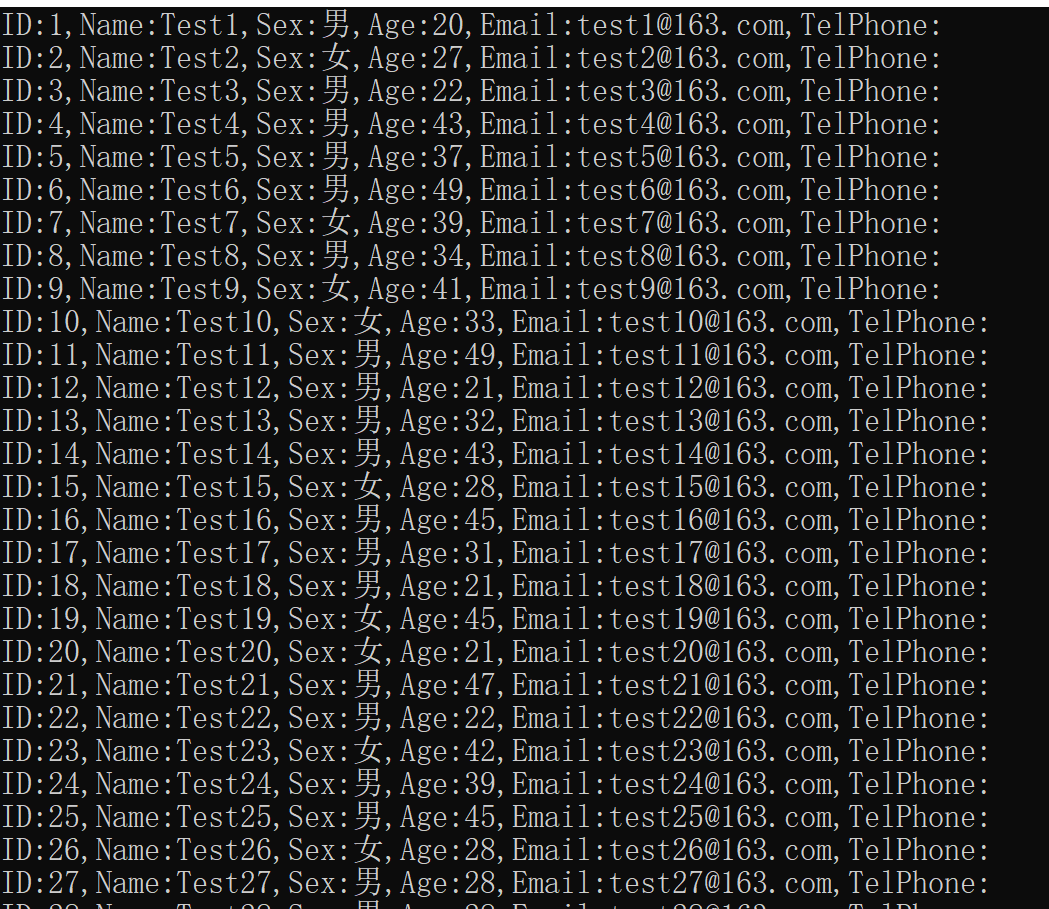 ID:1,Name:Test1,Sex:男,Age:20,Email:test1@163.com,TelPhone:
ID:2,Name:Test2,Sex:女,Age:27,Email:test2@163.com,TelPhone:
ID:3,Name:Test3,Sex:男,Age:22,Email:test3@163.com,TelPhone:
ID:4,Name:Test4,Sex:男,Age:43,Email:test4@163.com,TelPhone:
ID:5,Name:Test5,Sex:男,Age:37,Email:test5@163.com,TelPhone:
ID:6,Name:Test6,Sex:男,Age:49,Email:test6@163.com,TelPhone:
ID:7,Name:Test7,Sex:女,Age:39,Email:test7@163.com,TelPhone:
ID:8,Name:Test8,Sex:男,Age:34,Email:test8@163.com,TelPhone:
ID:9,Name:Test9,Sex:女,Age:41,Email:test9@163.com,TelPhone:
ID:10,Name:Test10,Sex:女,Age:33,Email:test10@163.com,TelPhone:
ID:11,Name:Test11,Sex:男,Age:49,Email:test11@163.com,TelPhone:
ID:12,Name:Test12,Sex:男,Age:21,Email:test12@163.com,TelPhone:
ID:13,Name:Test13,Sex:男,Age:32,Email:test13@163.com,TelPhone:
ID:14,Name:Test14,Sex:男,Age:43,Email:test14@163.com,TelPhone:
ID:15,Name:Test15,Sex:女,Age:28,Email:test15@163.com,TelPhone:
ID:16,Name:Test16,Sex:男,Age:45,Email:test16@163.com,TelPhone:
ID:17,Name:Test17,Sex:男,Age:31,Email:test17@163.com,TelPhone:
ID:18,Name:Test18,Sex:男,Age:21,Email:test18@163.com,TelPhone:
ID:19,Name:Test19,Sex:女,Age:45,Email:test19@163.com,TelPhone:
ID:20,Name:Test20,Sex:女,Age:21,Email:test20@163.com,TelPhone:
ID:21,Name:Test21,Sex:男,Age:47,Email:test21@163.com,TelPhone:
ID:22,Name:Test22,Sex:男,Age:22,Email:test22@163.com,TelPhone:
ID:23,Name:Test23,Sex:女,Age:42,Email:test23@163.com,TelPhone:
ID:24,Name:Test24,Sex:男,Age:39,Email:test24@163.com,TelPhone:
ID:25,Name:Test25,Sex:男,Age:45,Email:test25@163.com,TelPhone:
ID:26,Name:Test26,Sex:女,Age:28,Email:test26@163.com,TelPhone:
ID:27,Name:Test27,Sex:男,Age:28,Email:test27@163.com,TelPhone: